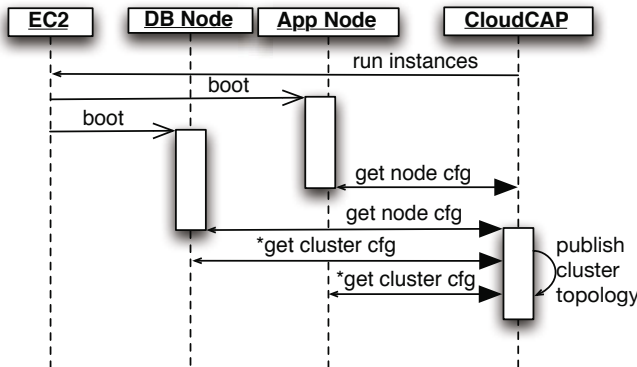 EC2
DB Node
App Node
CloudCAP
run instances
boot
boot
get node cfg
get node cfg
*get cluster cfg
*get cluster cfg
publish
cluster
topology